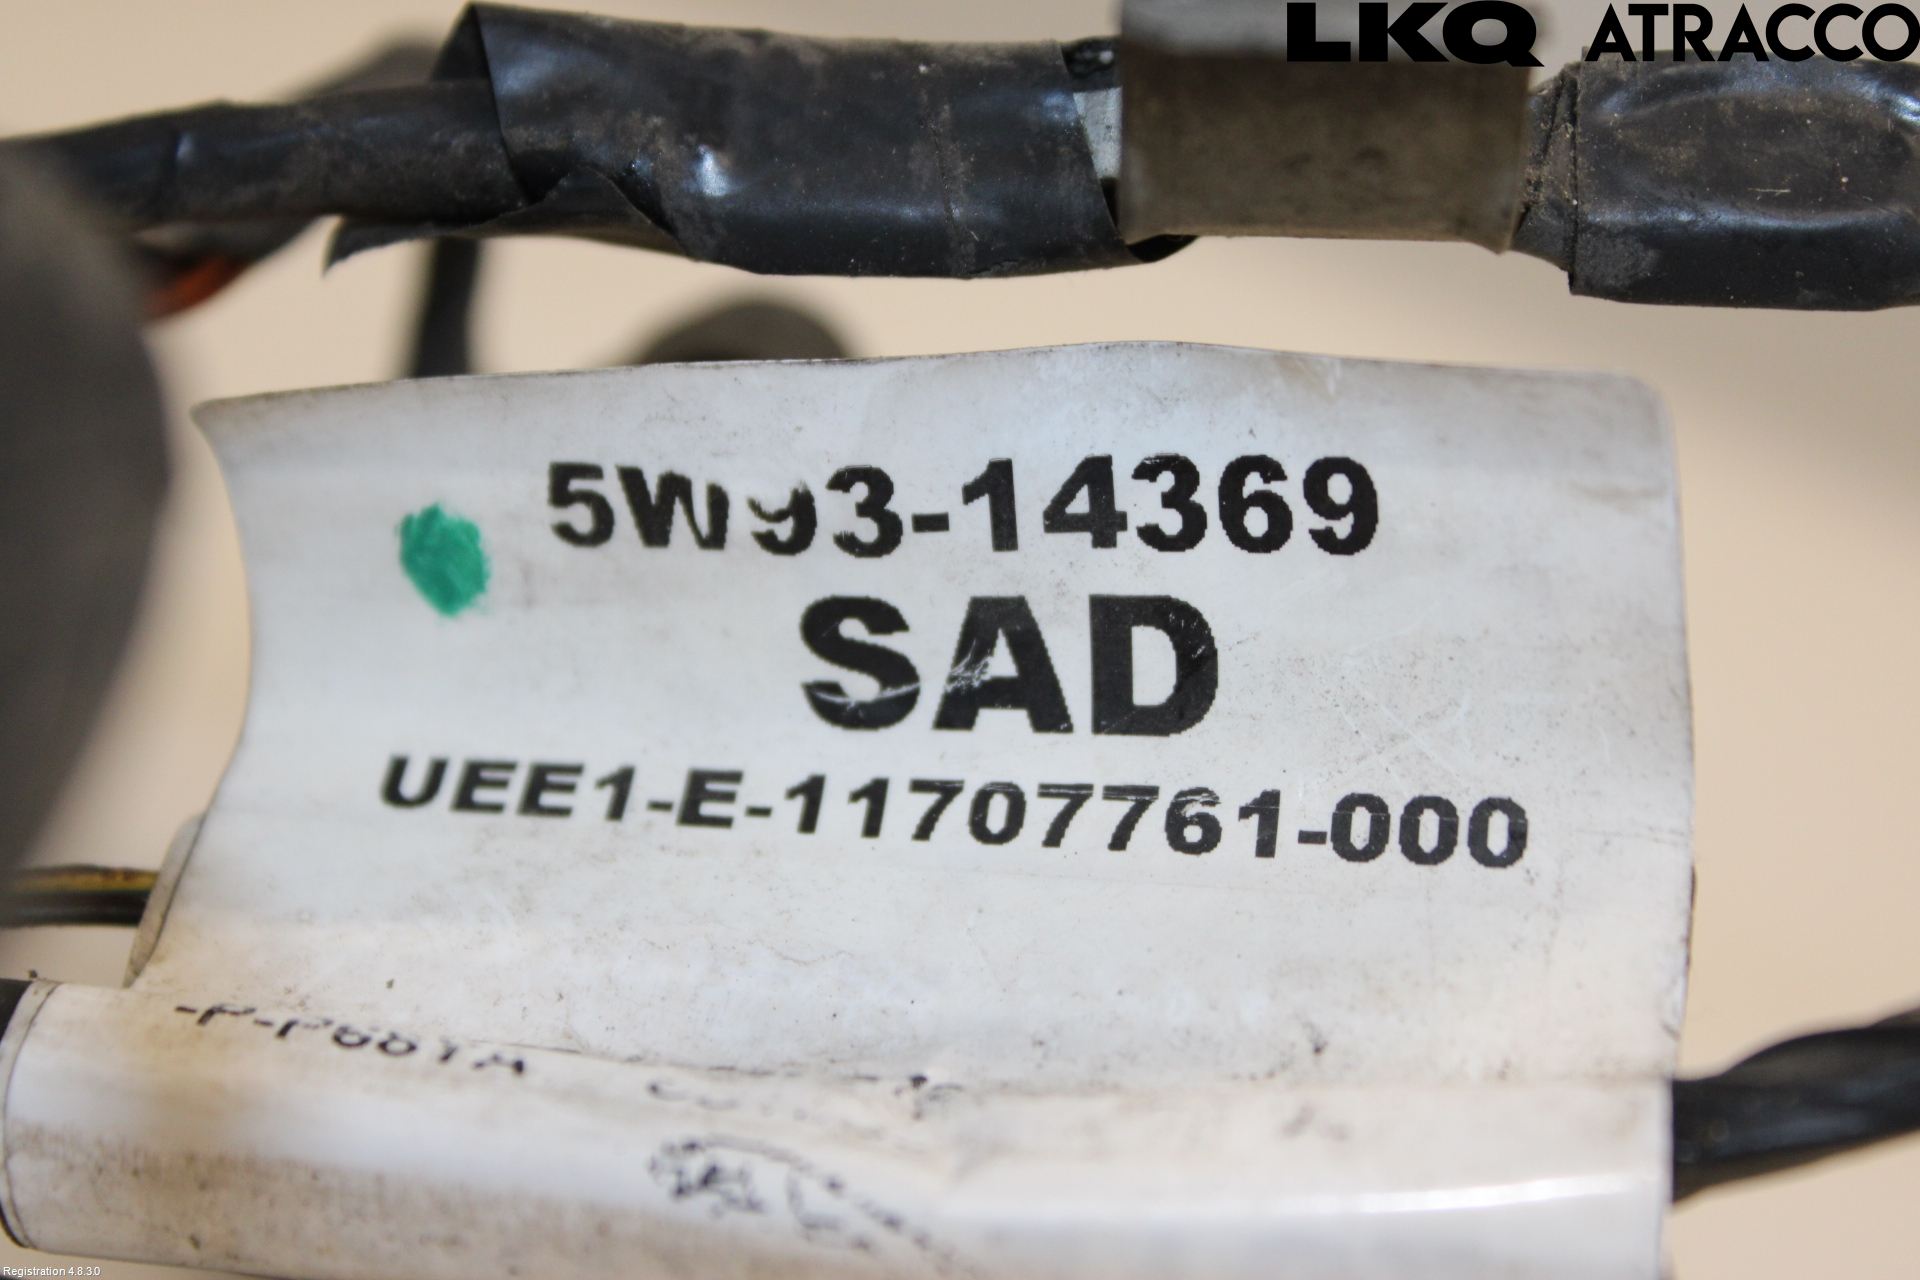 LKQ ATRACCO
5W93-14369
SAD
UEE1-E-11707761-000
Registration 4.8.3.0